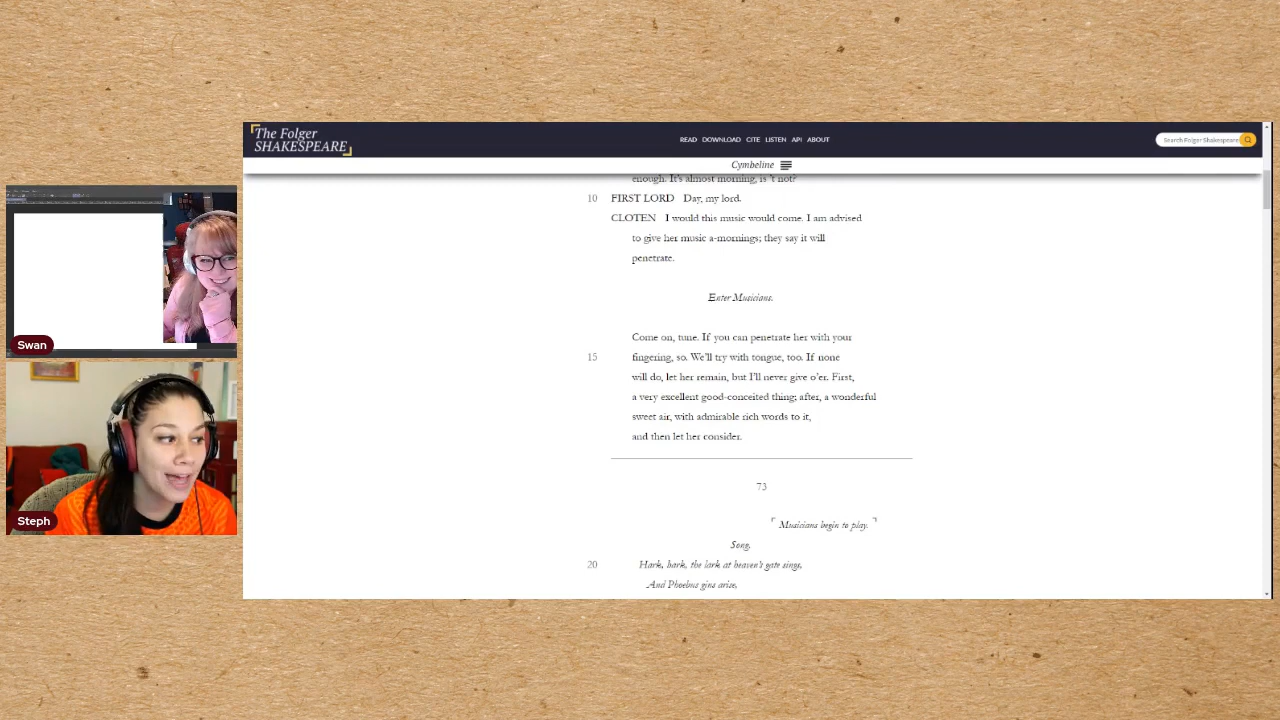 The Folger
SHAKESPEARE
READ DOWNLOAD CITE LISTEN API ABOUT
Search Folger Shakespeare
Cymbeline
enough. It's almost morning, is 't not?
10 FIRST LORD Day, my lord.
CLOTEN I would this music would come. I am advised
to give her music a-mornings; they say it will
penetrate.
Enter Musicians.
Come on, tune. If you can penetrate her with your
15 fingering, so. We'll try with tongue, too. If none
will do, let her remain, but I'll never give o'er. First,
a very excellent good-conceited thing; after, a wonderful
sweet air, with admirable rich words to it,
and then let her consider.
73
⌜Musicians begin to play.⌝
Song.
20 Hark, hark, the lark at heaven's gate sings,
And Phoebus gins arise,
Swan
Steph